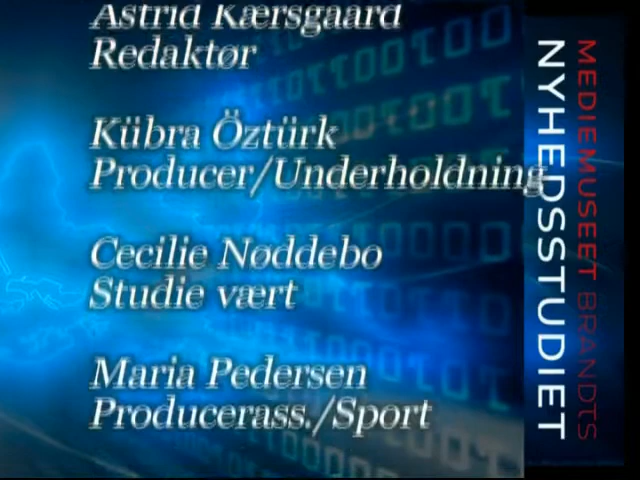 Astrid Kærsgaard
Redaktør
Kübra Öztürk
Producer/Underholdning
Cecilie Nøddebo
Studie vært
Maria Pedersen
Producerass./Sport
MEDIEMUSEET BRANDTS
NYHEDSSTUDIET